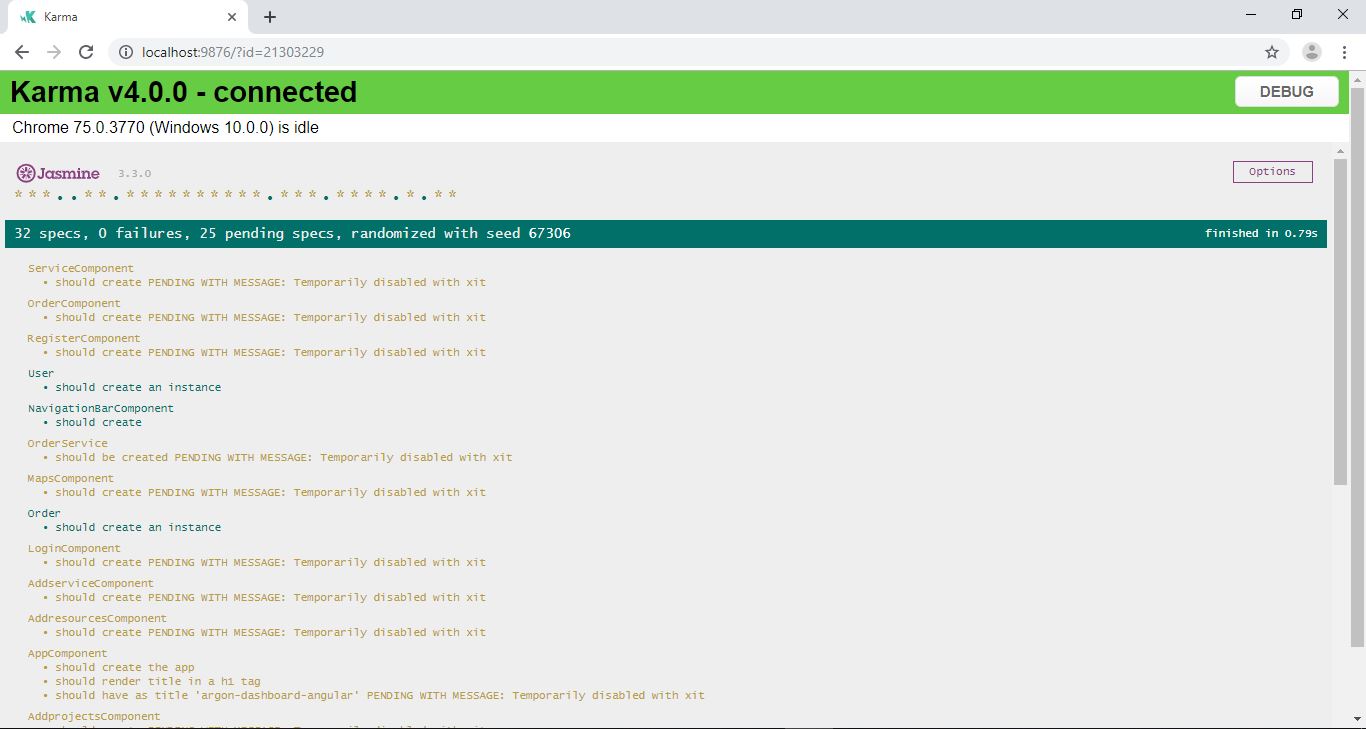 Karma
localhost:9876/?id=21303229
Karma v4.0.0 - connected
DEBUG
Chrome 75.0.3770 (Windows 10.0.0) is idle
Jasmine 3.3.0
Options
* * * • • * * • * * * * * * * * * * • * * * • * * * * • * • * *
32 specs, 0 failures, 25 pending specs, randomized with seed 67306
finished in 0.79s
ServiceComponent
• should create PENDING WITH MESSAGE: Temporarily disabled with xit
OrderComponent
• should create PENDING WITH MESSAGE: Temporarily disabled with xit
RegisterComponent
• should create PENDING WITH MESSAGE: Temporarily disabled with xit
User
• should create an instance
NavigationBarComponent
• should create
OrderService
• should be created PENDING WITH MESSAGE: Temporarily disabled with xit
MapsComponent
• should create PENDING WITH MESSAGE: Temporarily disabled with xit
Order
• should create an instance
LoginComponent
• should create PENDING WITH MESSAGE: Temporarily disabled with xit
AddserviceComponent
• should create PENDING WITH MESSAGE: Temporarily disabled with xit
AddresourcesComponent
• should create PENDING WITH MESSAGE: Temporarily disabled with xit
AppComponent
• should create the app
• should render title in a h1 tag
• should have as title 'argon-dashboard-angular' PENDING WITH MESSAGE: Temporarily disabled with xit
AddprojectsComponent